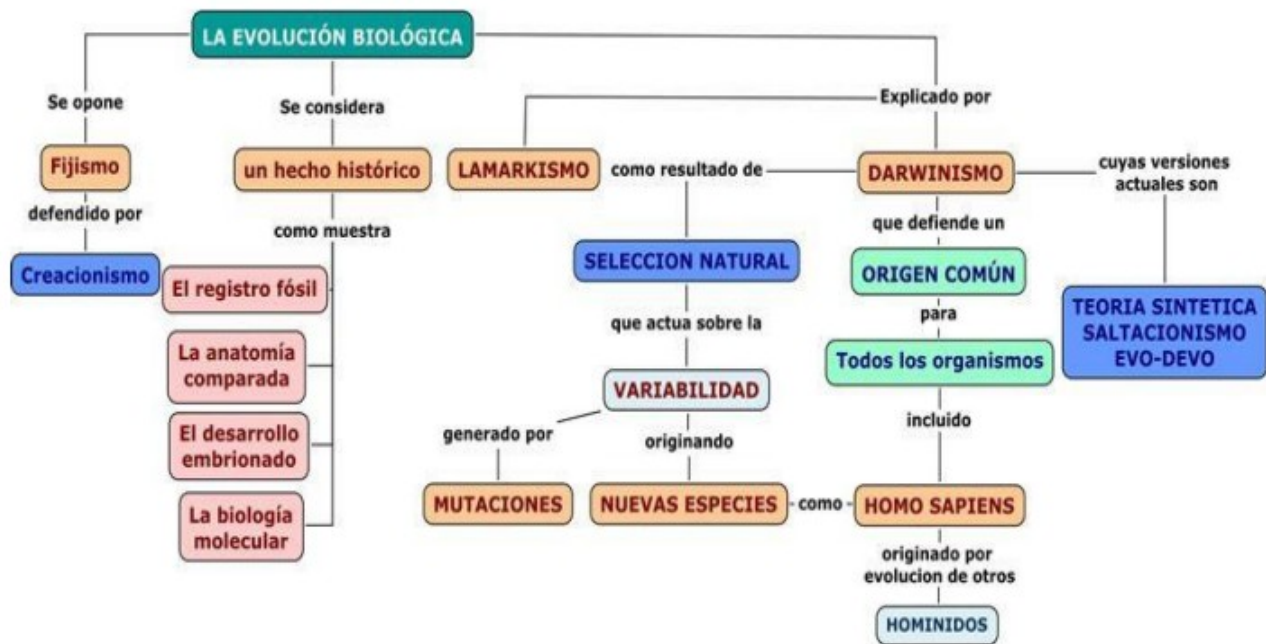 LA EVOLUCIÓN BIOLÓGICA
Se opone
Se considera
Explicado por
Fijismo
un hecho histórico
LAMARKISMO
como resultado de
DARWINISMO
cuyas versiones
actuales son
defendido por
como muestra
que defiende un
Creacionismo
El registro fósil
SELECCION NATURAL
ORIGEN COMÚN
TEORIA SINTETICA
SALTACIONISMO
EVO-DEVO
que actua sobre la
para
La anatomía
comparada
Todos los organismos
VARIABILIDAD
El desarrollo
embrionado
generado por
originando
incluido
La biología
molecular
MUTACIONES
NUEVAS ESPECIES
como
HOMO SAPIENS
originado por
evolucion de otros
HOMINIDOS